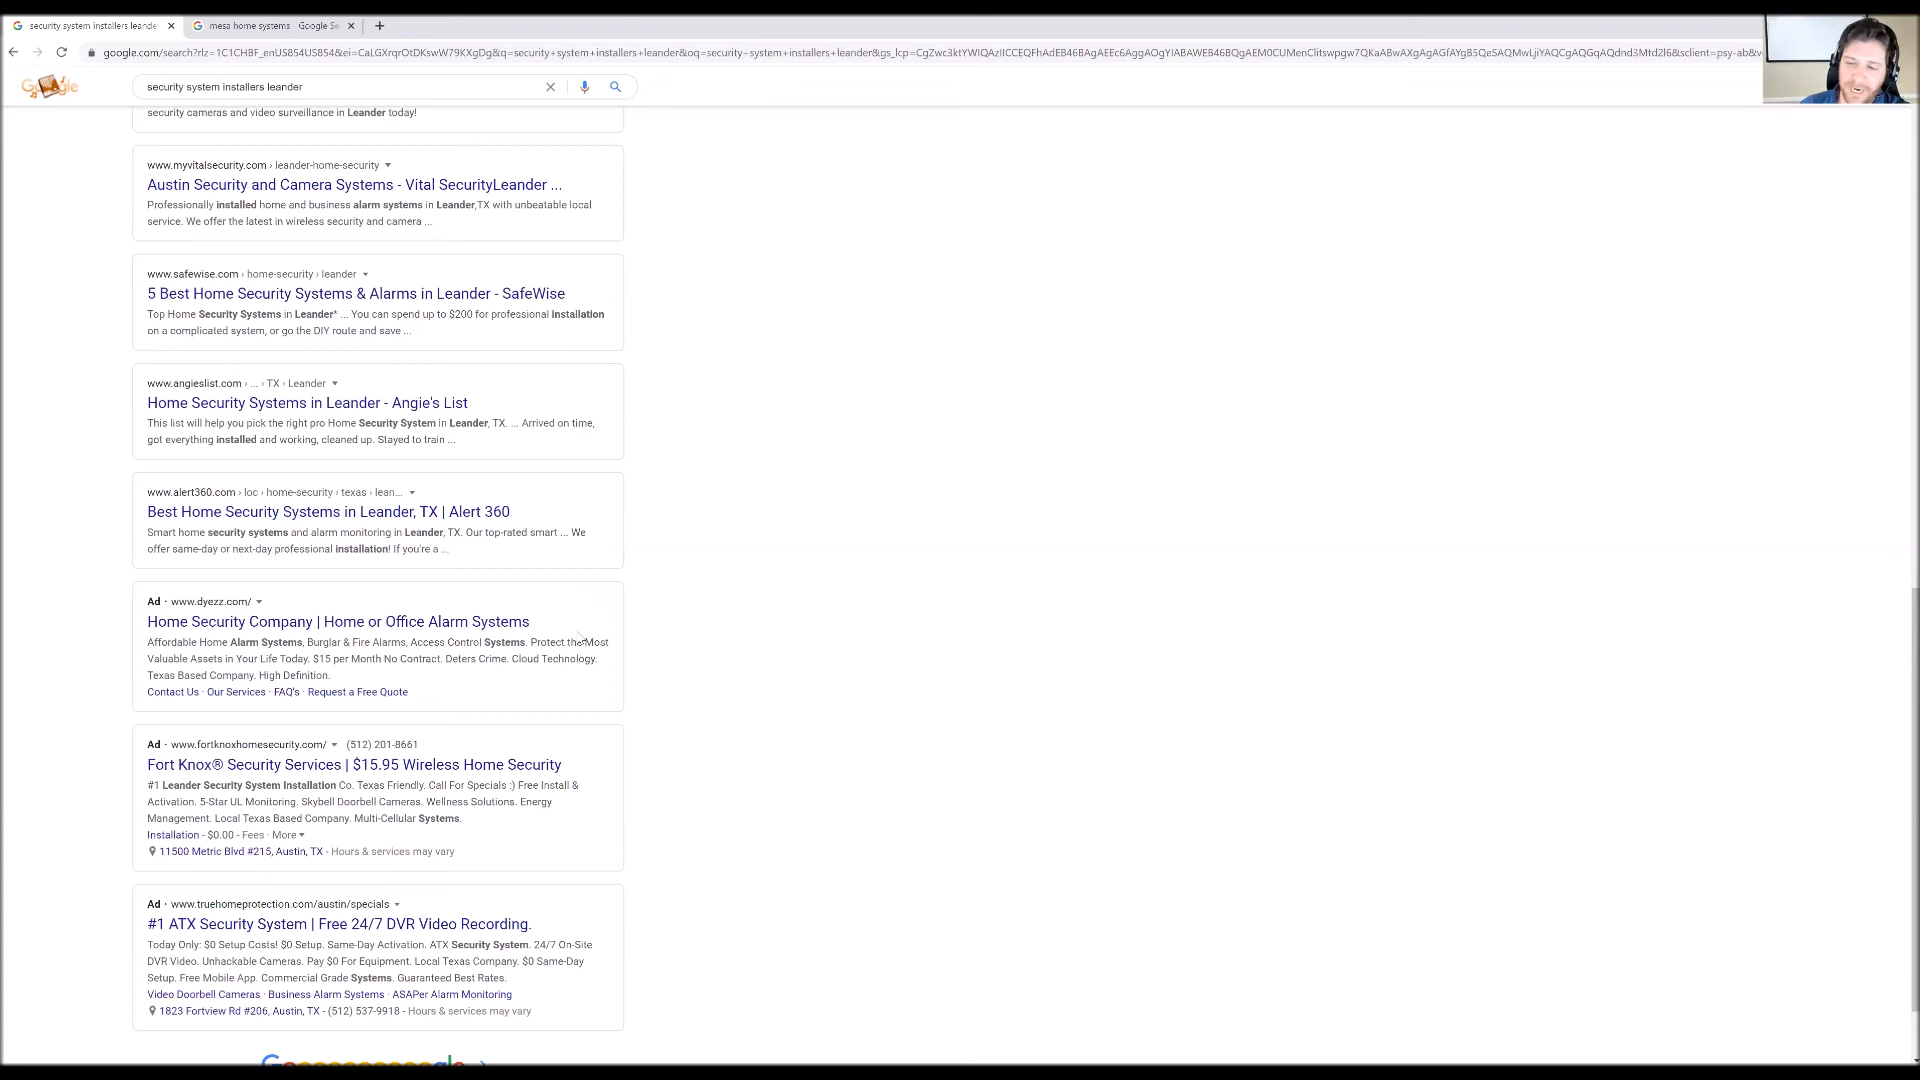 security system installers leande
mesa home systems - Google Se
google.com/search?rlz=1C1CHBF_enUS854US854&ei=CaLGXrqrOtDKswW79KXgDg&q=security+system+installers+leander&oq=security+system+installers+leander&gs_lcp=
Google
security system installers leander
security cameras and video surveillance in Leander today!
www.myvitalsecurity.com › leander-home-security
Austin Security and Camera Systems - Vital SecurityLeander ...
Professionally installed home and business alarm systems in Leander,TX with unbeatable local
service. We offer the latest in wireless security and camera ...
www.safewise.com › home-security › leander
5 Best Home Security Systems & Alarms in Leander - SafeWise
Top Home Security Systems in Leander* ... You can spend up to $200 for professional installation
on a complicated system, or go the DIY route and save ...
www.angieslist.com › ... › TX › Leander
Home Security Systems in Leander - Angie's List
This list will help you pick the right pro Home Security System in Leander, TX. ... Arrived on time,
got everything installed and working, cleaned up. Stayed to train ...
www.alert360.com › loc › home-security › texas › lean...
Best Home Security Systems in Leander, TX | Alert 360
Smart home security systems and alarm monitoring in Leander, TX. Our top-rated smart ... We
offer same-day or next-day professional installation! If you're a ...
Ad · www.dyezz.com/
Home Security Company | Home or Office Alarm Systems
Affordable Home Alarm Systems, Burglar & Fire Alarms, Access Control Systems. Protect the Most
Valuable Assets in Your Life Today. $15 per Month No Contract. Deters Crime. Cloud Technology.
Texas Based Company. High Definition.
Contact Us · Our Services · FAQ's · Request a Free Quote
Ad · www.fortknoxhomesecurity.com/ (512) 201-8661
Fort Knox® Security Services | $15.95 Wireless Home Security
#1 Leander Security System Installation Co. Texas Friendly. Call For Specials :) Free Install &
Activation. 5-Star UL Monitoring. Skybell Doorbell Cameras. Wellness Solutions. Energy
Management. Local Texas Based Company. Multi-Cellular Systems.
Installation - $0.00 - Fees · More
11500 Metric Blvd #215, Austin, TX - Hours & services may vary
Ad · www.truehomeprotection.com/austin/specials
#1 ATX Security System | Free 24/7 DVR Video Recording.
Today Only: $0 Setup Costs! $0 Setup. Same-Day Activation. ATX Security System. 24/7 On-Site
DVR Video. Unhackable Cameras. Pay $0 For Equipment. Local Texas Company. $0 Same-Day
Setup. Free Mobile App. Commercial Grade Systems. Guaranteed Best Rates.
Video Doorbell Cameras · Business Alarm Systems · ASAPer Alarm Monitoring
1823 Fortview Rd #206, Austin, TX - (512) 537-9918 - Hours & services may vary